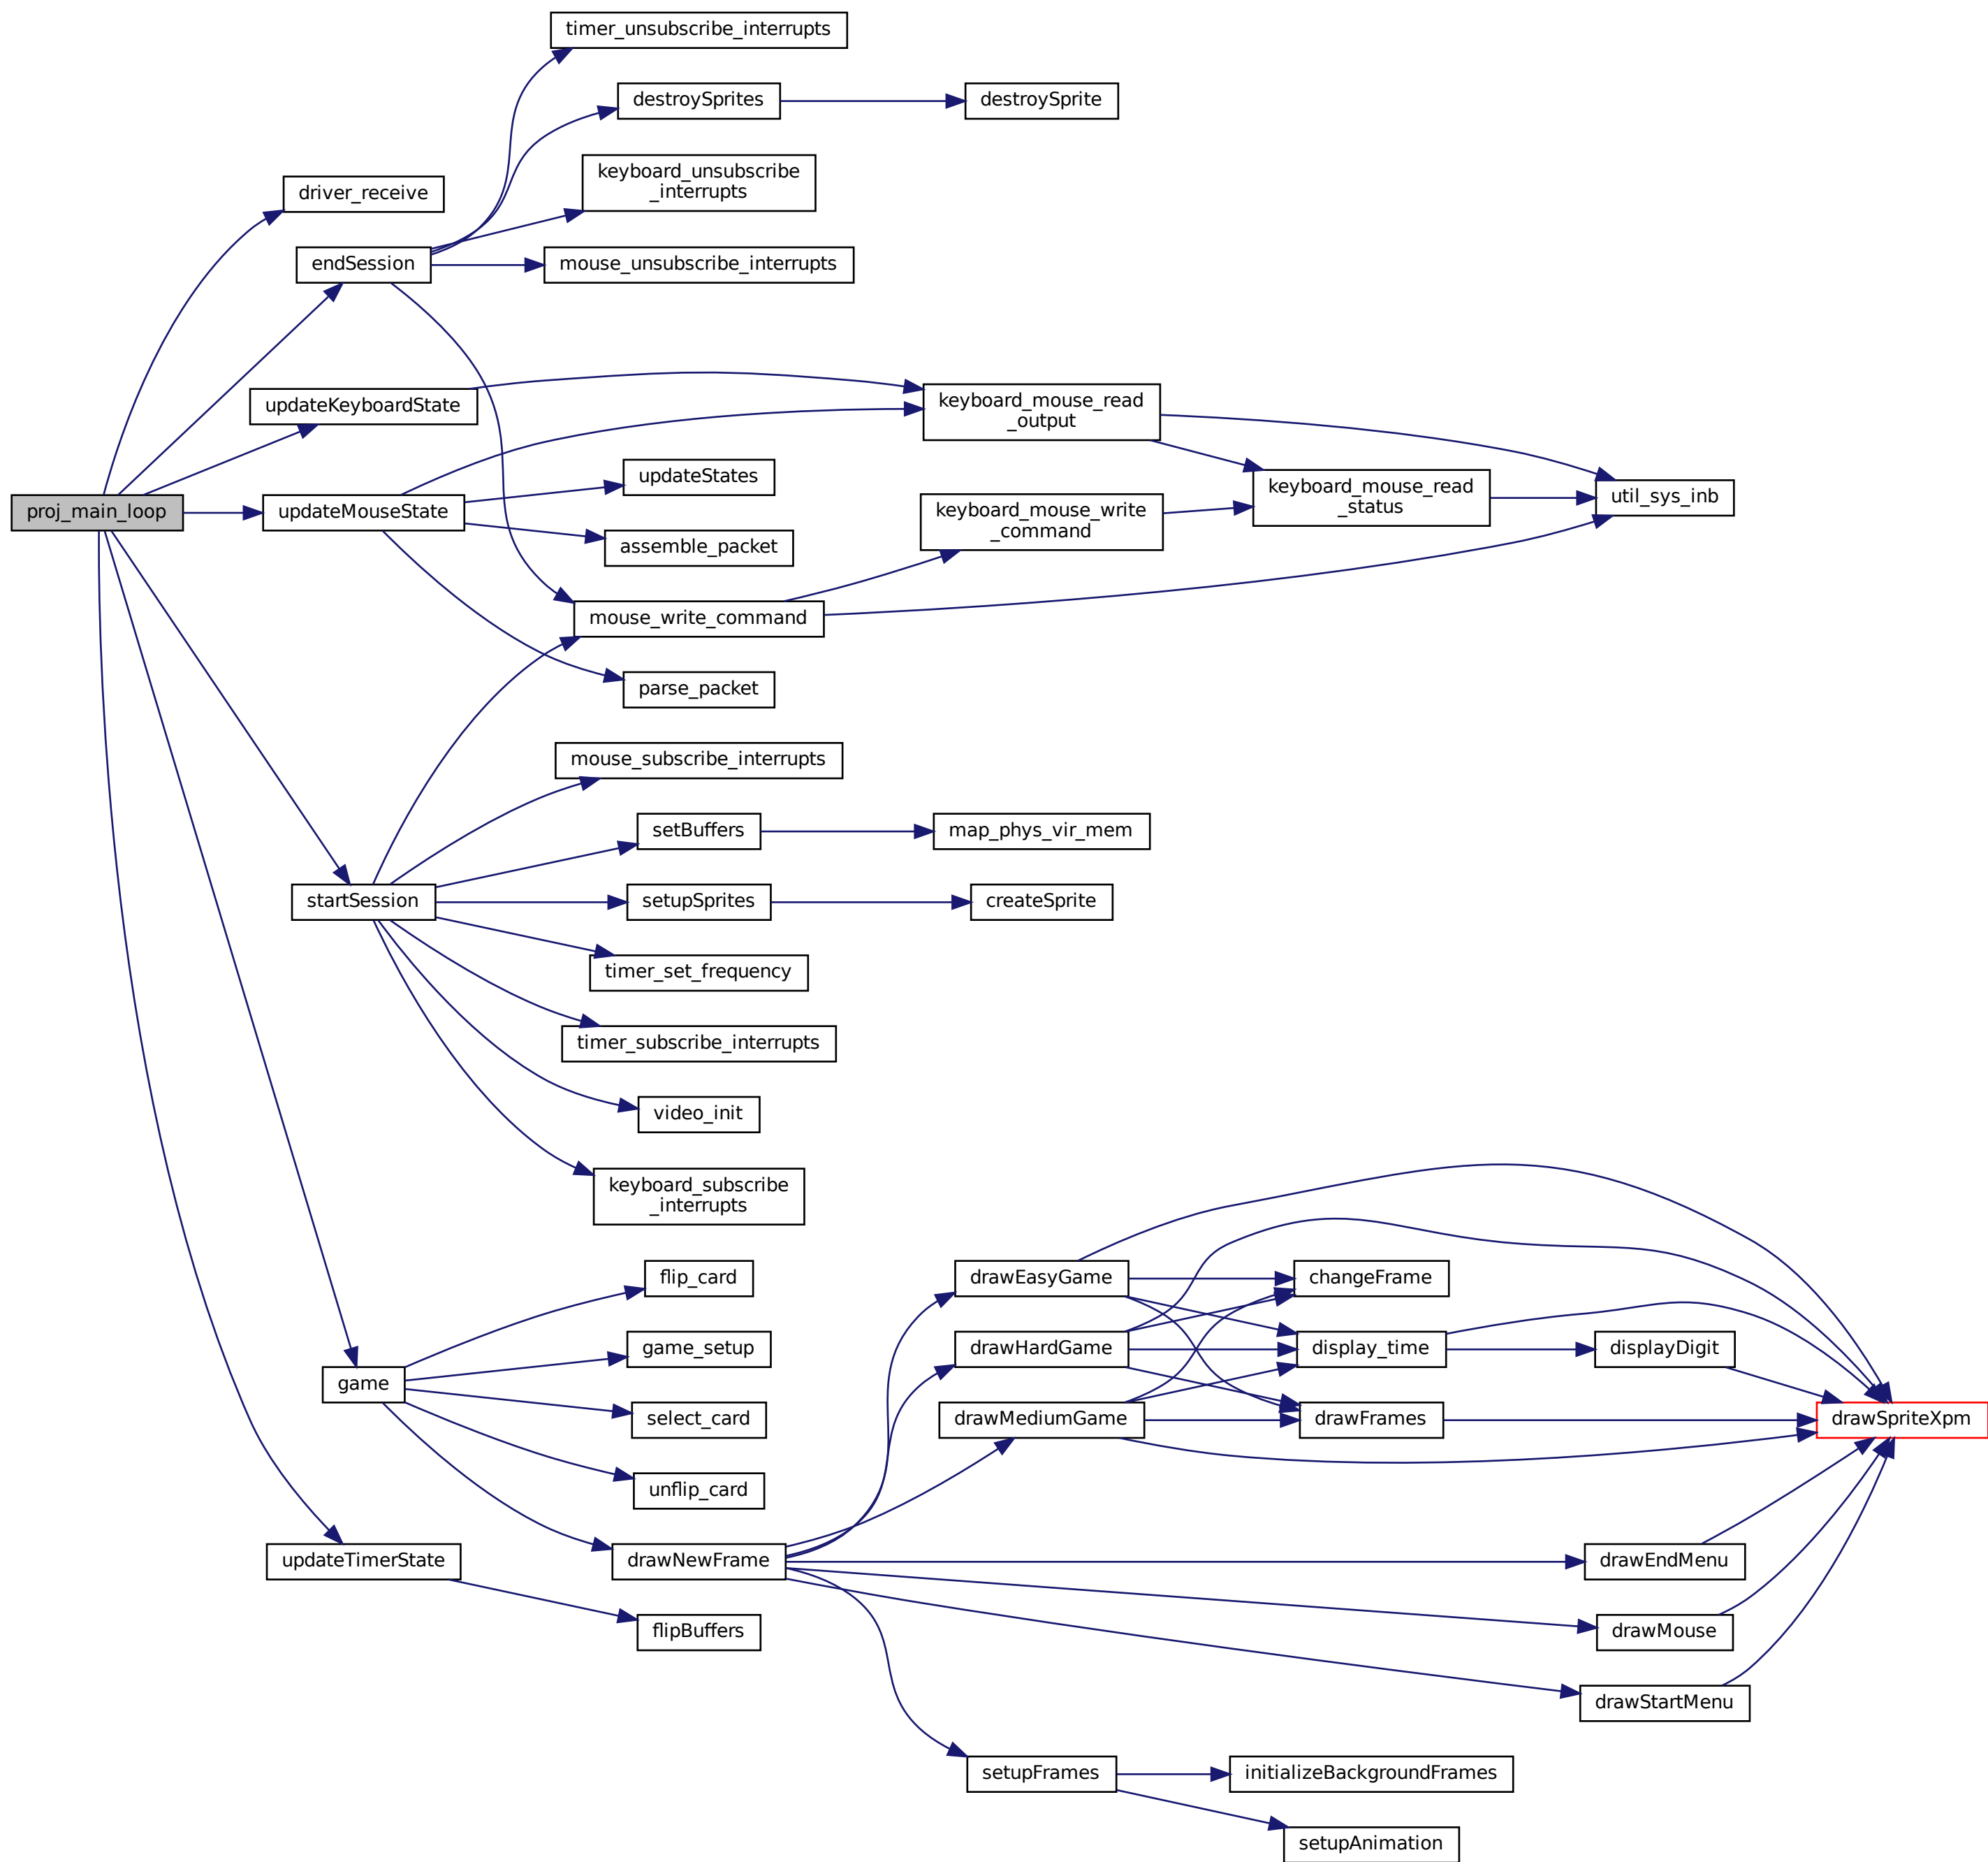 timer_unsubscribe_interrupts
destroySprites
destroySprite
keyboard_unsubscribe
_interrupts
driver_receive
endSession
mouse_unsubscribe_interrupts
updateKeyboardState
keyboard_mouse_read
_output
updateStates
keyboard_mouse_read
_status
util_sys_inb
proj_main_loop
updateMouseState
keyboard_mouse_write
_command
assemble_packet
mouse_write_command
parse_packet
mouse_subscribe_interrupts
setBuffers
map_phys_vir_mem
startSession
setupSprites
createSprite
timer_set_frequency
timer_subscribe_interrupts
video_init
keyboard_subscribe
_interrupts
flip_card
drawEasyGame
changeFrame
game_setup
drawHardGame
display_time
displayDigit
game
select_card
drawMediumGame
drawFrames
drawSpriteXpm
unflip_card
updateTimerState
drawNewFrame
drawEndMenu
flipBuffers
drawMouse
drawStartMenu
setupFrames
initializeBackgroundFrames
setupAnimation